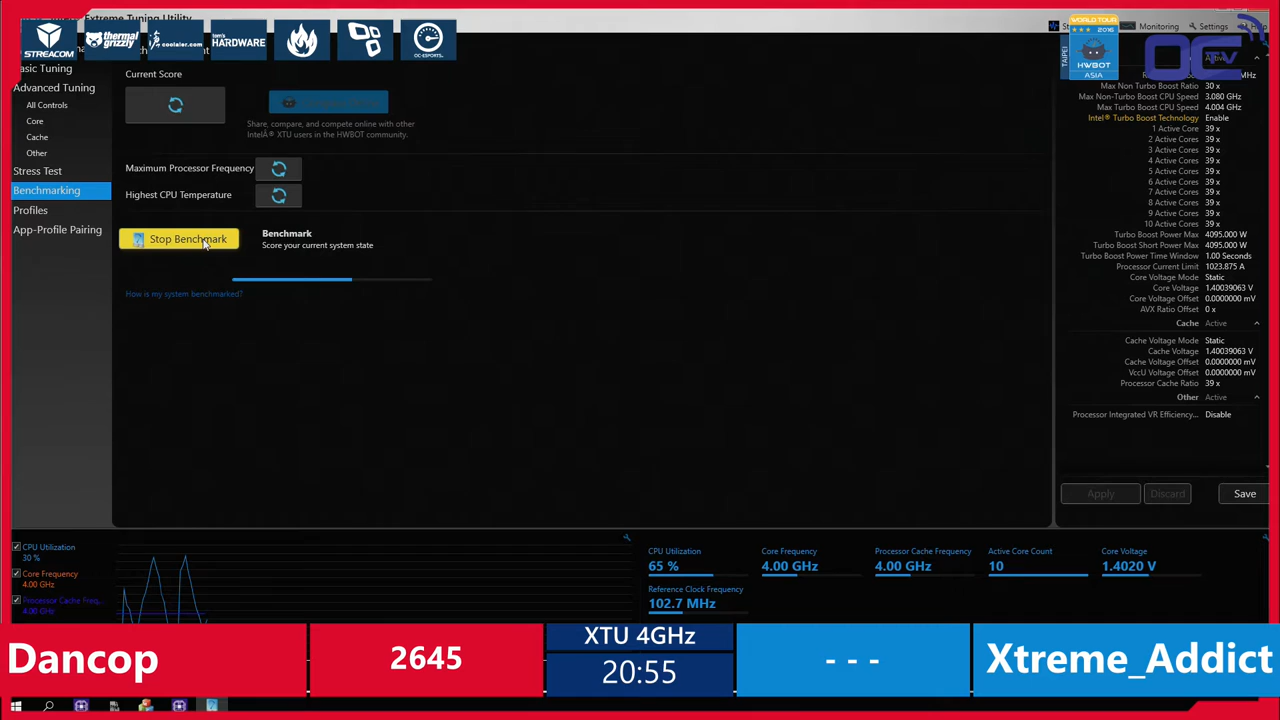 Extreme Tuning Utility
STREACOM
thermal grizzly
coolaler.com
tom's HARDWARE
OC-ESPORTS
WORLD TOUR
2016
TAIPEI
HWBOT
ASIA
Monitoring
Settings
TV
Basic Tuning
Advanced Tuning
All Controls
Core
Cache
Other
Stress Test
Benchmarking
Profiles
App-Profile Pairing
Current Score
Share, compare, and compete online with other
IntelÂ® XTU users in the HWBOT community.
Maximum Processor Frequency
Highest CPU Temperature
Stop Benchmark
Benchmark
Score your current system state
How is my system benchmarked?
Max Non Turbo Boost Ratio 30 x
Max Non-Turbo Boost CPU Speed 3.080 GHz
Max Turbo Boost CPU Speed 4.004 GHz
Intel® Turbo Boost Technology Enable
1 Active Core 39 x
2 Active Cores 39 x
3 Active Cores 39 x
4 Active Cores 39 x
5 Active Cores 39 x
6 Active Cores 39 x
7 Active Cores 39 x
8 Active Cores 39 x
9 Active Cores 39 x
10 Active Cores 39 x
Turbo Boost Power Max 4095.000 W
Turbo Boost Short Power Max 4095.000 W
Turbo Boost Power Time Window 1.00 Seconds
Processor Current Limit 1023.875 A
Core Voltage Mode Static
Core Voltage 1.40039063 V
Core Voltage Offset 0.0000000 mV
AVX Ratio Offset 0 x
Cache Active
Cache Voltage Mode Static
Cache Voltage 1.40039063 V
Cache Voltage Offset 0.0000000 mV
VccU Voltage Offset 0.0000000 mV
Processor Cache Ratio 39 x
Other Active
Processor Integrated VR Efficiency... Disable
Apply Discard Save
CPU Utilization
30 %
Core Frequency
4.00 GHz
Processor Cache Freq...
4.00 GHz
CPU Utilization
65 %
Core Frequency
4.00 GHz
Processor Cache Frequency
4.00 GHz
Active Core Count
10
Core Voltage
1.4020 V
Reference Clock Frequency
102.7 MHz
Dancop
2645
XTU 4GHz
20:55
- - -
Xtreme_Addict